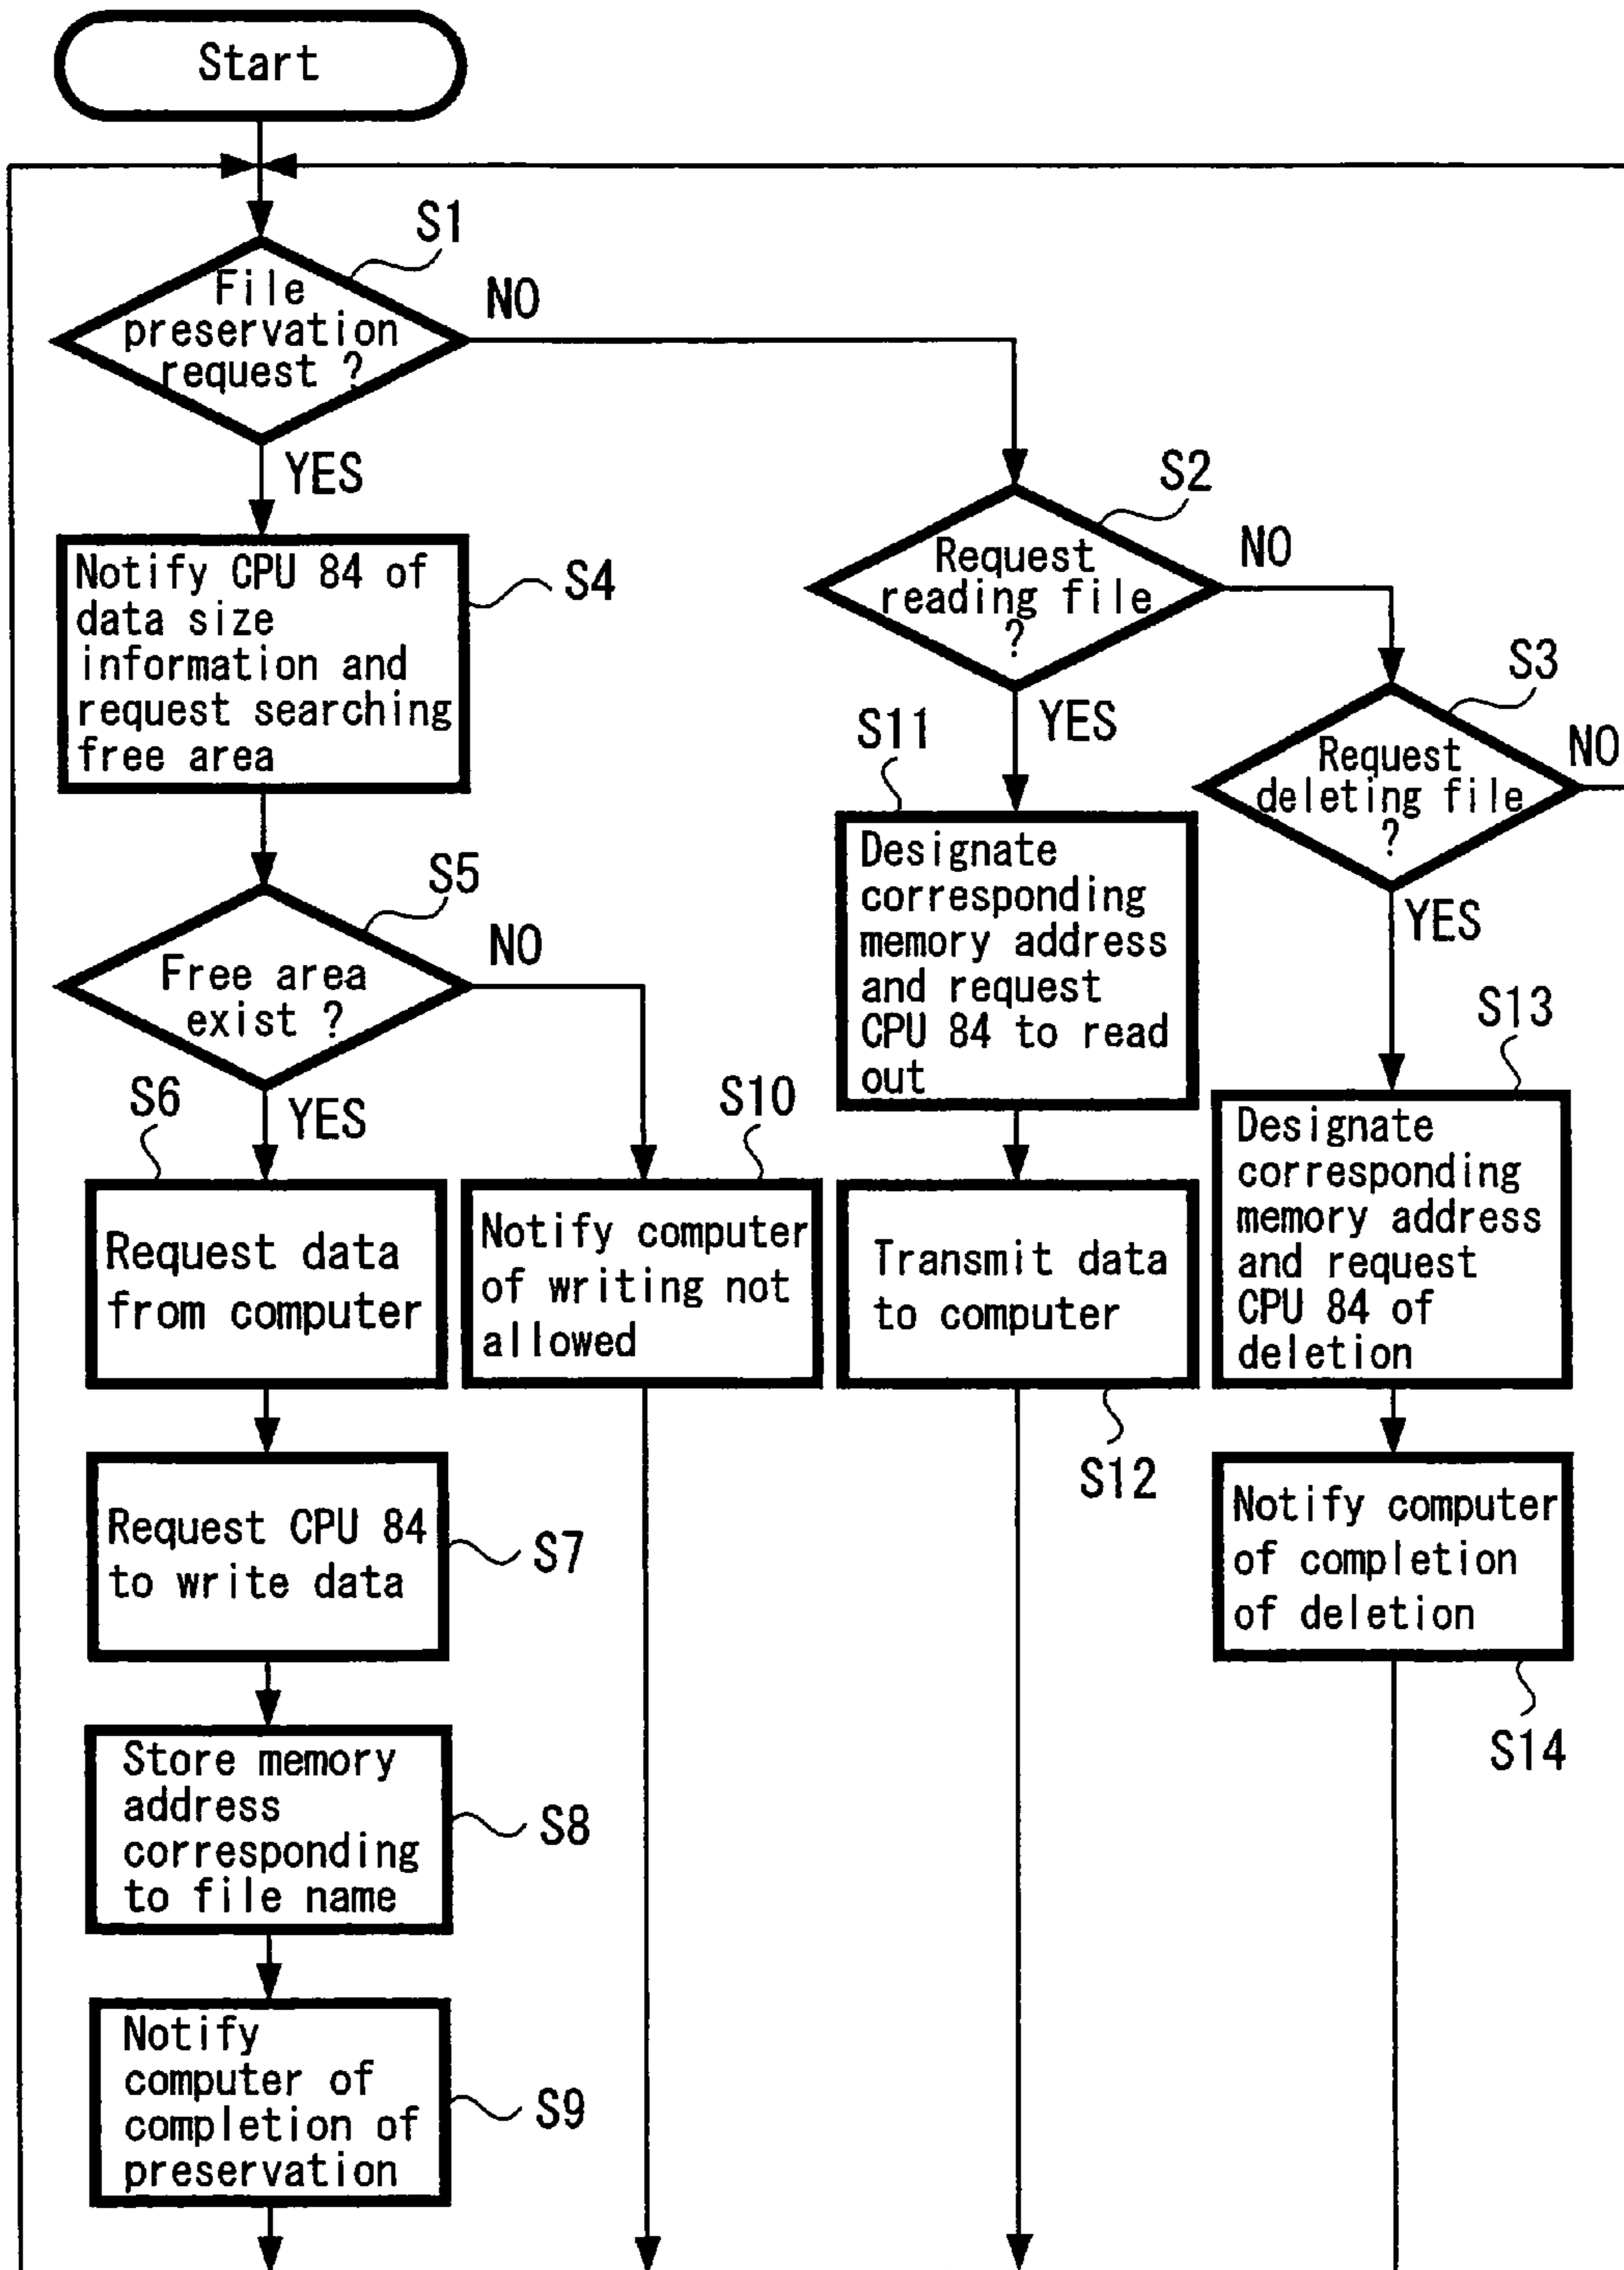 Start
S1
File
preservation
request ?
NO
YES
S2
Request
reading file
?
NO
YES
S3
Request
deleting file
?
NO
YES
Notify CPU 84 of
data size
information and
request searching
free area
S4
S5
Free area
exist ?
NO
YES
S6
Request data
from computer
S10
Notify computer
of writing not
allowed
S11
Designate
corresponding
memory address
and request
CPU 84 to read
out
Transmit data
to computer
S12
S13
Designate
corresponding
memory address
and request
CPU 84 of
deletion
Notify computer
of completion
of deletion
S14
Request CPU 84
to write data
S7
Store memory
address
corresponding
to file name
S8
Notify
computer of
completion of
preservation
S9